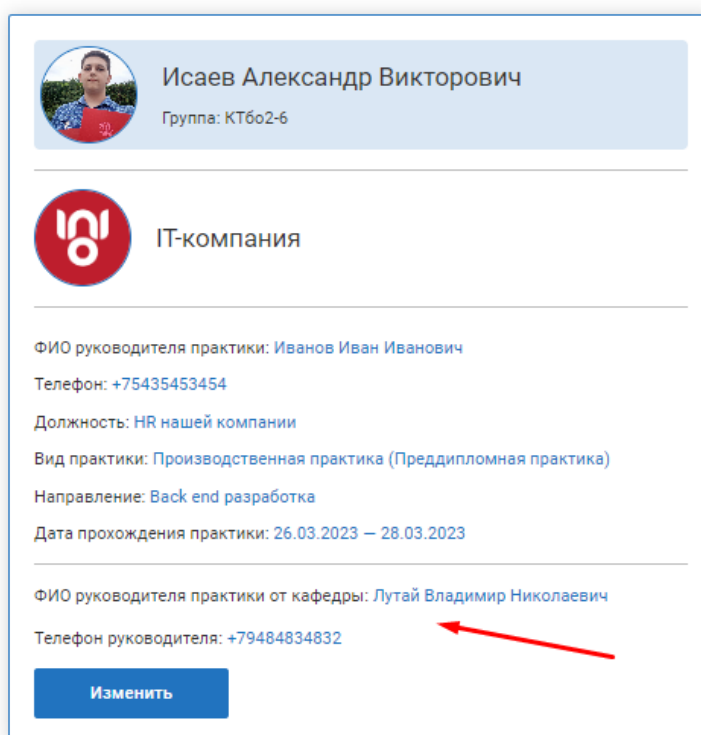 Исаев Александр Викторович
Группа: КТбо2-6
IT-компания
ФИО руководителя практики: Иванов Иван Иванович
Телефон: +75435453454
Должность: HR нашей компании
Вид практики: Производственная практика (Преддипломная практика)
Направление: Back end разработка
Дата прохождения практики: 26.03.2023 — 28.03.2023
ФИО руководителя практики от кафедры: Лутай Владимир Николаевич
Телефон руководителя: +79484834832
Изменить